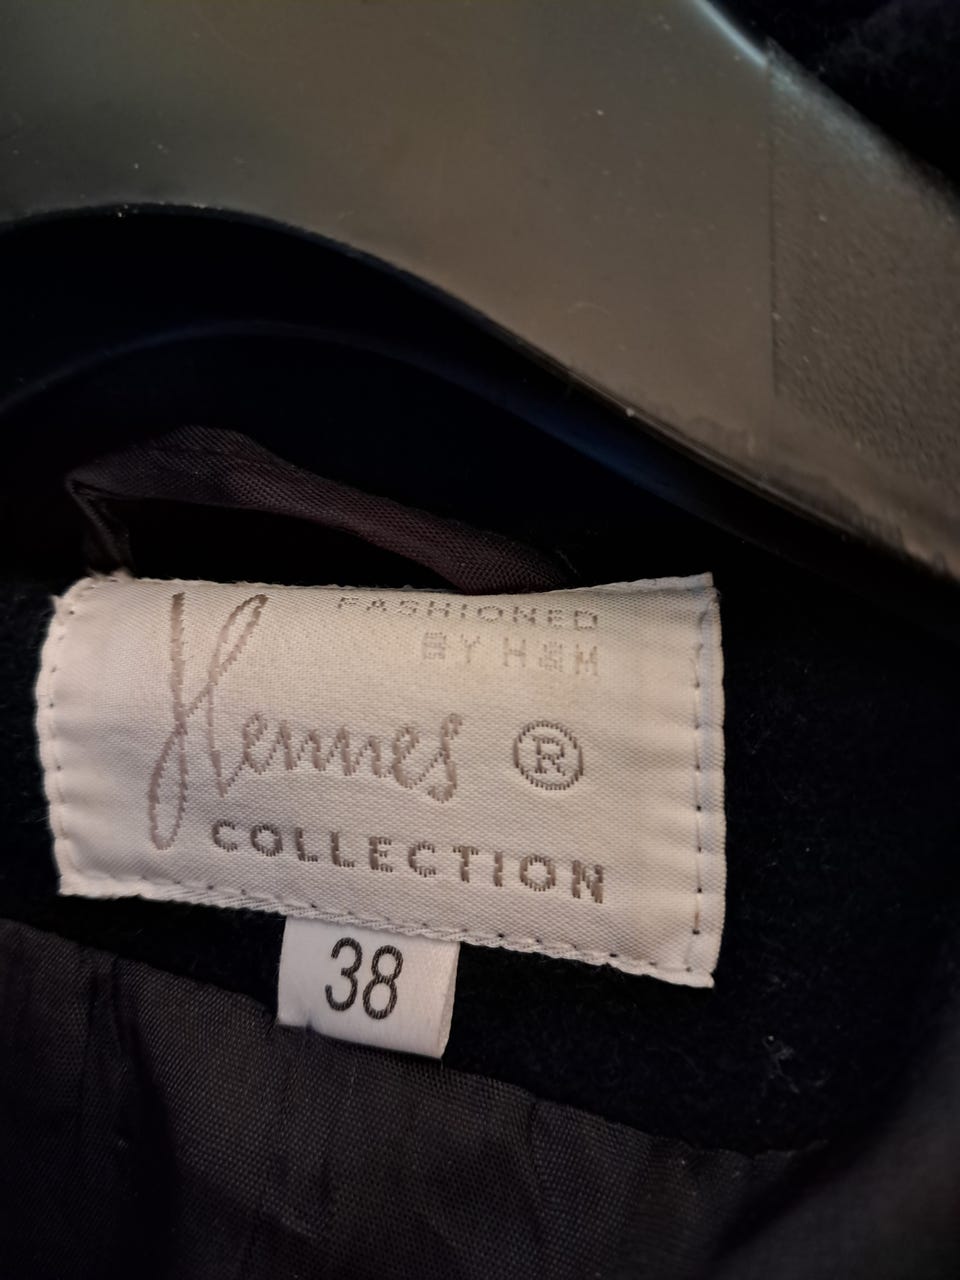 FASHIONED
BY H&M
Hennes ®
COLLECTION
38